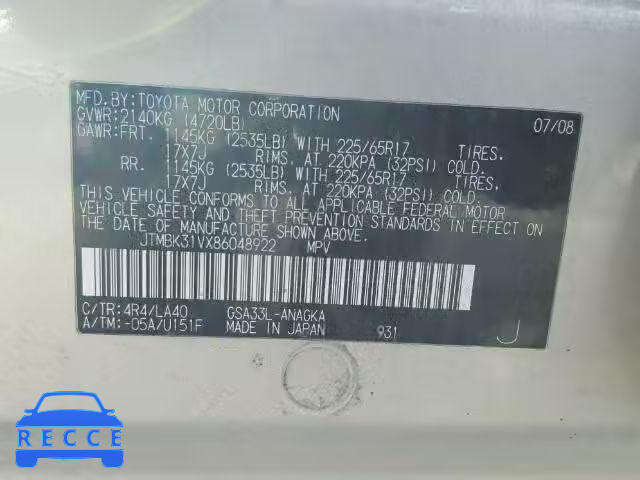 MFD.BY:TOYOTA MOTOR CORPORATION 07/08
GVWR:2140KG (4720LB)
GAWR:FRT. 1145KG (2535LB) WITH 225/65R17 TIRES.
17X7J RIMS. AT 220KPA (32PSI) COLD.
RR. 1145KG (2535LB) WITH 225/65R17 TIRES.
17X7J RIMS. AT 220KPA (32PSI) COLD.
THIS VEHICLE CONFORMS TO ALL APPLICABLE FEDERAL MOTOR
VEHICLE SAFETY AND THEFT PREVENTION STANDARDS IN EFFECT ON
THE DATE OF MANUFACTURE SHOWN ABOVE.
JTMBK31VX86048922 MPV
C/TR:4R4/LA40 GSA33L-ANAGKA
A/TM:-05A/U151F MADE IN JAPAN 931 J
RECCE